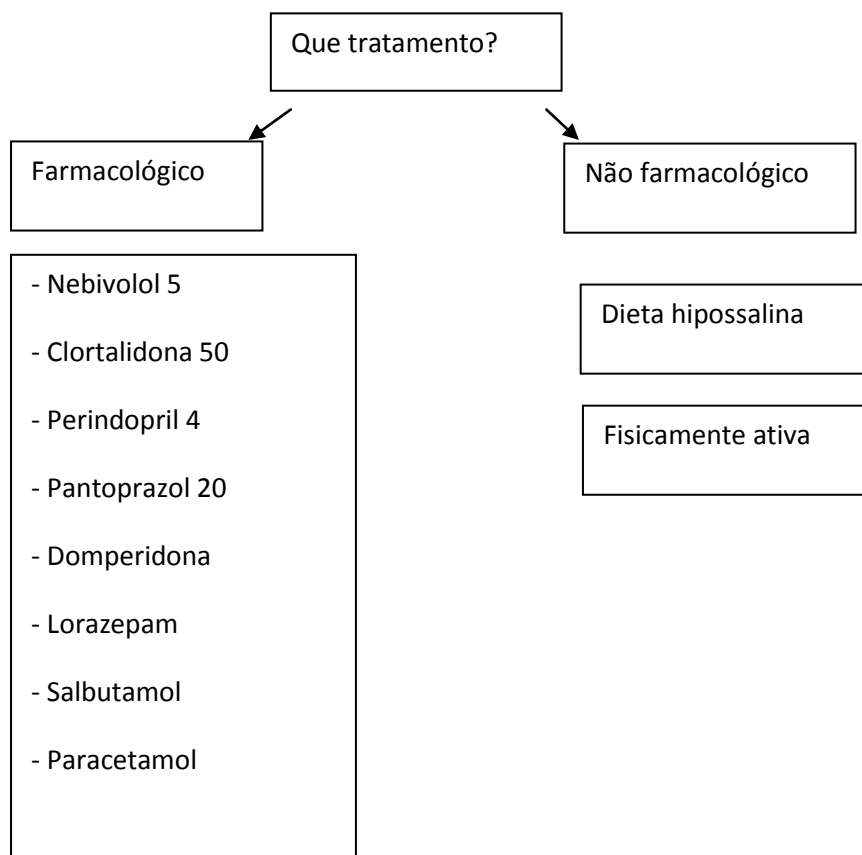 Que tratamento?
Farmacológico
Não farmacológico
- Nebivolol 5
- Clortalidona 50
- Perindopril 4
- Pantoprazol 20
- Domperidona
- Lorazepam
- Salbutamol
- Paracetamol
Dieta hipossalina
Fisicamente ativa